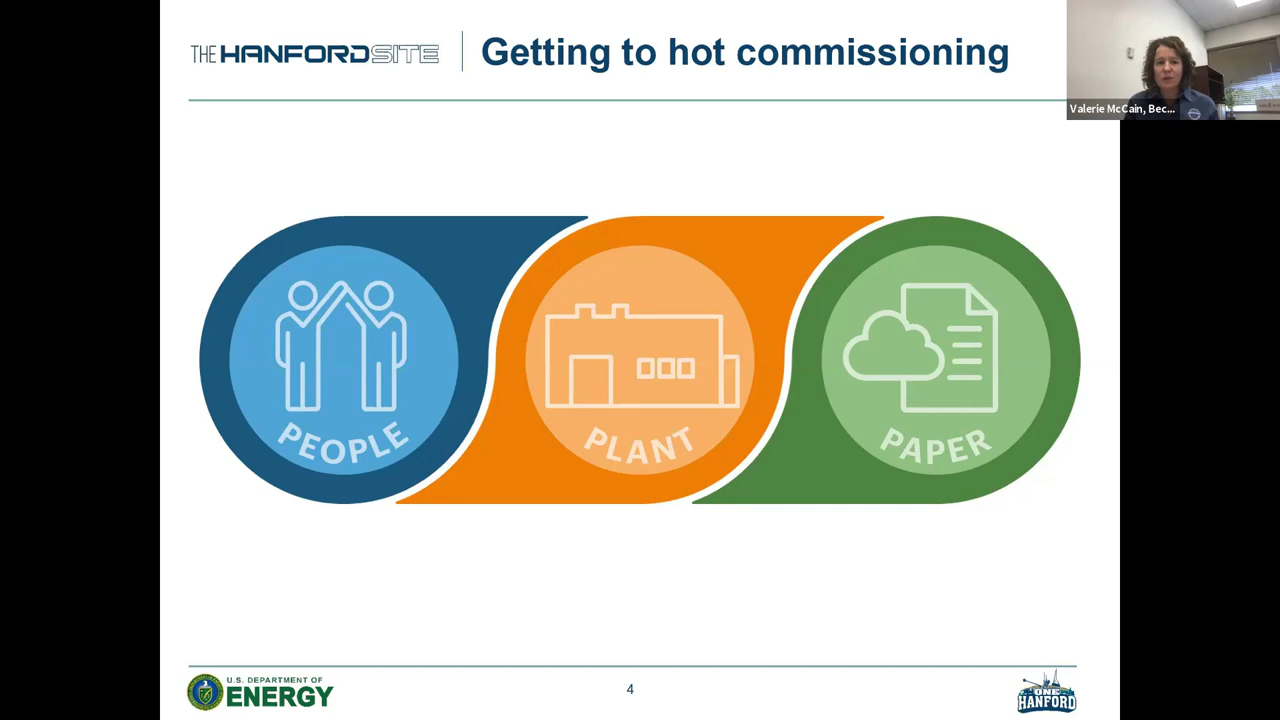 THE HANFORD SITE
Getting to hot commissioning
Valerie McCain, Bec...
PEOPLE
PLANT
PAPER
U.S. DEPARTMENT OF
ENERGY
4
ONE
HANFORD